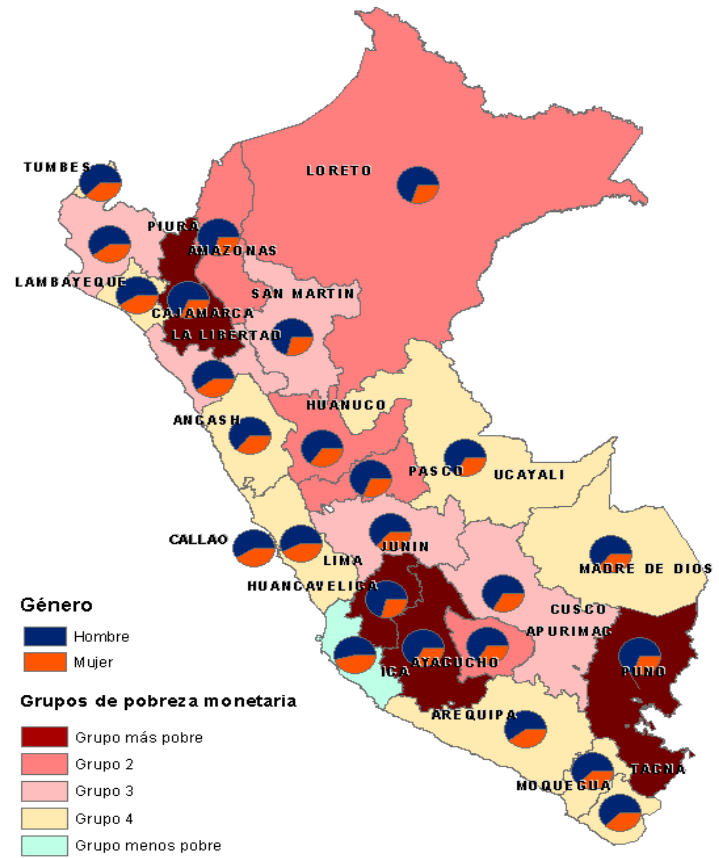 TUMBES
LORETO
PIURA
AMAZONAS
LAMBAYEQUE
SAN MARTIN
CAJAMARCA
LA LIBERTAD
HUANUCO
ANCASH
PASCO
UCAYALI
CALLAO
JUNIN
LIMA
MADRE DE DIOS
HUANCAVELICA
CUSCO
APURIMAC
AYACUCHO
ICA
PUNO
AREQUIPA
TACNA
MOQUEGUA
Género
Hombre
Mujer
Grupos de pobreza monetaria
Grupo más pobre
Grupo 2
Grupo 3
Grupo 4
Grupo menos pobre